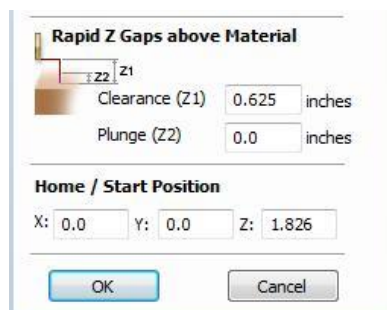 Rapid Z Gaps above Material
Z2 Z1
Clearance (Z1) 0.625 inches
Plunge (Z2) 0.0 inches
Home / Start Position
X: 0.0 Y: 0.0 Z: 1.826
OK Cancel